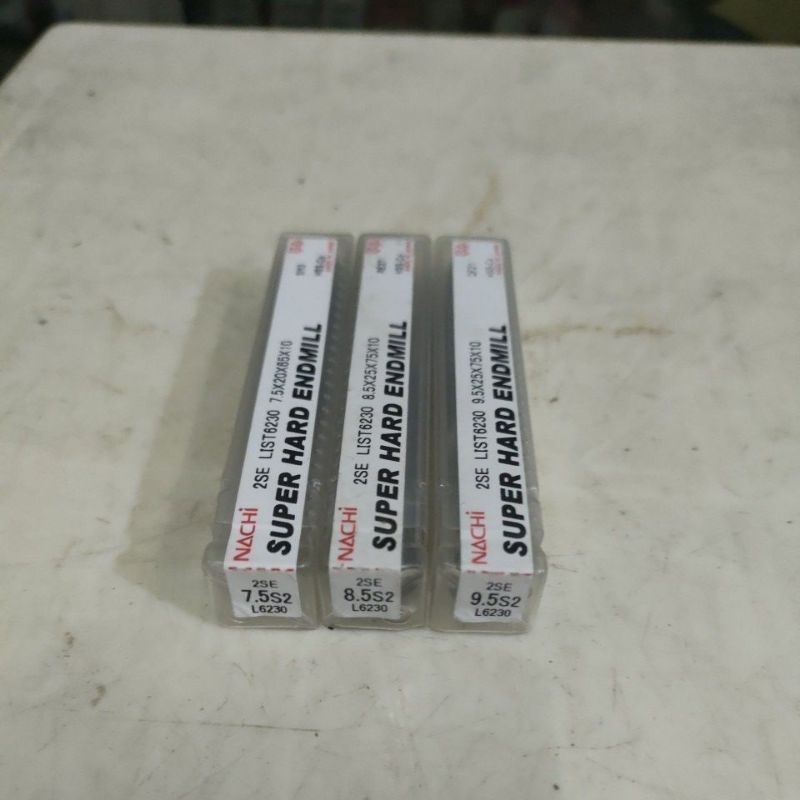 NACHi
2SE LIST6230 7.5X20X65X10
SUPER HARD ENDMILL
2SE
7.5S2
L6230
NACHi
2SE LIST6230 8.5X25X75X10
SUPER HARD ENDMILL
2SE
8.5S2
L6230
NACHi
2SE LIST6230 9.5X25X75X10
SUPER HARD ENDMILL
2SE
9.5S2
L6230